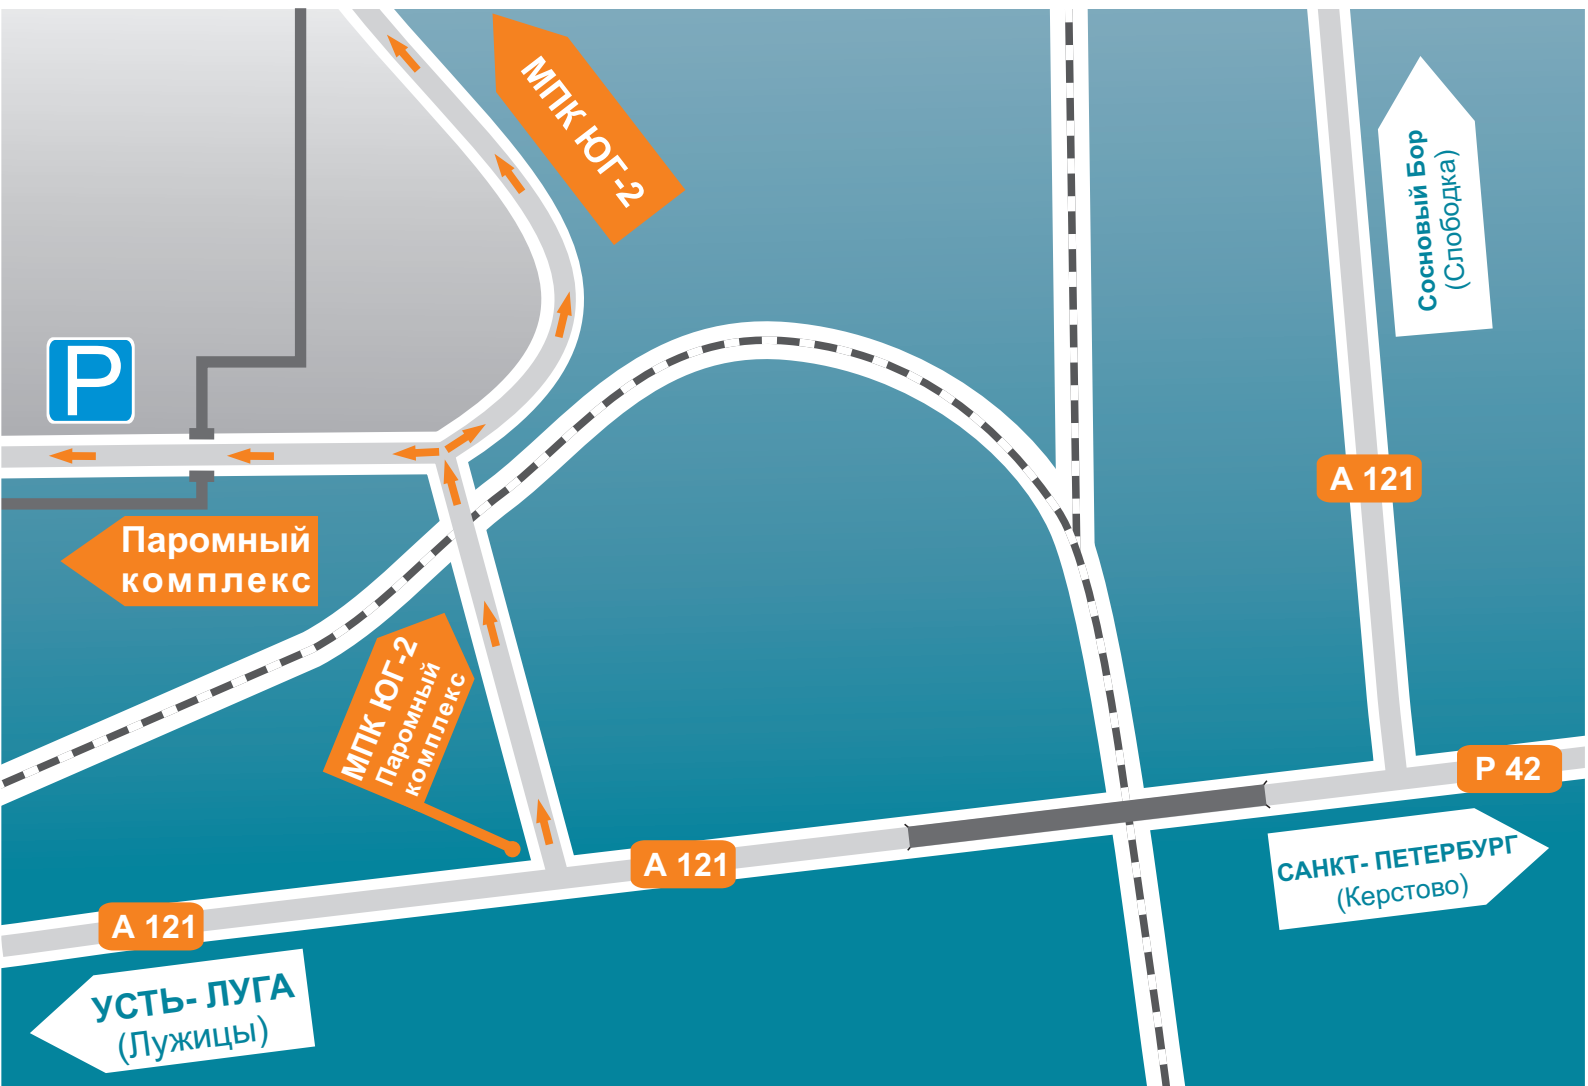 МПК ЮГ-2
Сосновый Бор
(Слободка)
P
А 121
Паромный
комплекс
МПК ЮГ-2
Паромный
комплекс
Р 42
А 121
САНКТ- ПЕТЕРБУРГ
(Керстово)
А 121
УСТЬ- ЛУГА
(Лужицы)